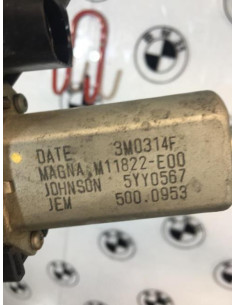 DATE 3M0314F
MAGNA M11822-E00
JOHNSON 5YY0567
JEM 500.0953